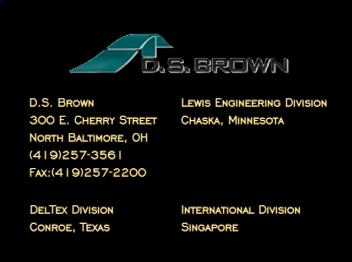 D.S. BROWN
D.S. BROWN
300 E. CHERRY STREET
NORTH BALTIMORE, OH
(419)257-3561
FAX:(419)257-2200
LEWIS ENGINEERING DIVISION
CHASKA, MINNESOTA
DELTEX DIVISION
CONROE, TEXAS
INTERNATIONAL DIVISION
SINGAPORE